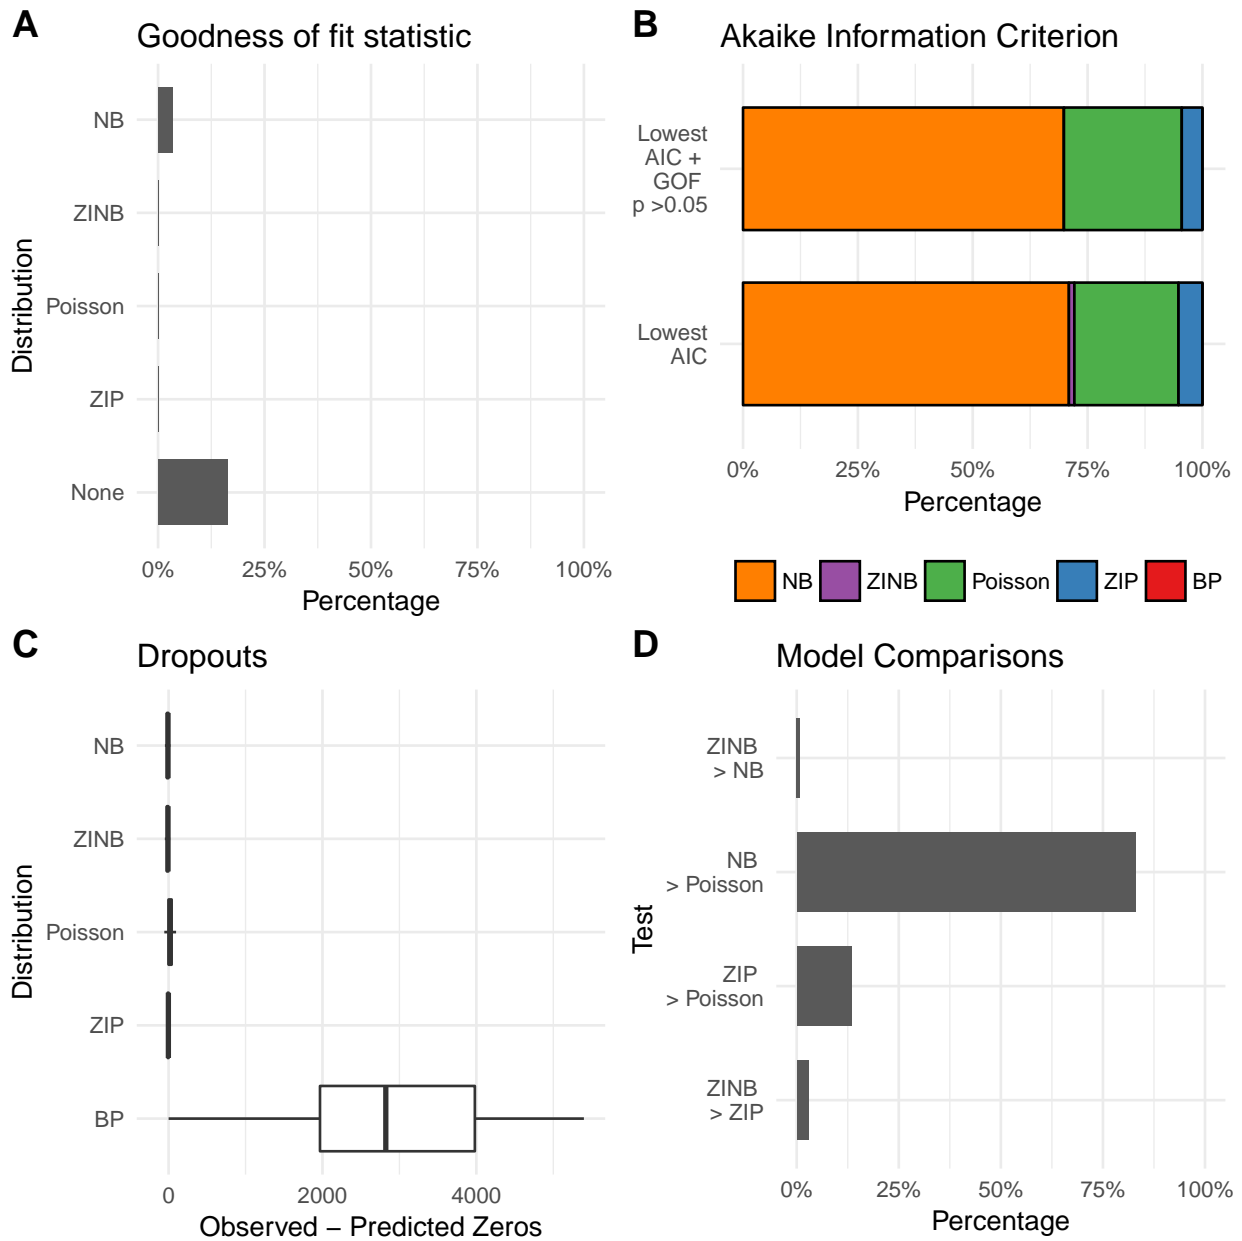 A
Goodness of fit statistic
Distribution
NB
ZINB
Poisson
ZIP
None
0% 25% 50% 75% 100%
Percentage
B
Akaike Information Criterion
Lowest
AIC +
GOF
p >0.05
Lowest
AIC
0% 25% 50% 75% 100%
Percentage
NB ZINB Poisson ZIP BP
C
Dropouts
Distribution
NB
ZINB
Poisson
ZIP
BP
0 2000 4000
Observed − Predicted Zeros
D
Model Comparisons
Test
ZINB
> NB
NB
> Poisson
ZIP
> Poisson
ZINB
> ZIP
0% 25% 50% 75% 100%
Percentage